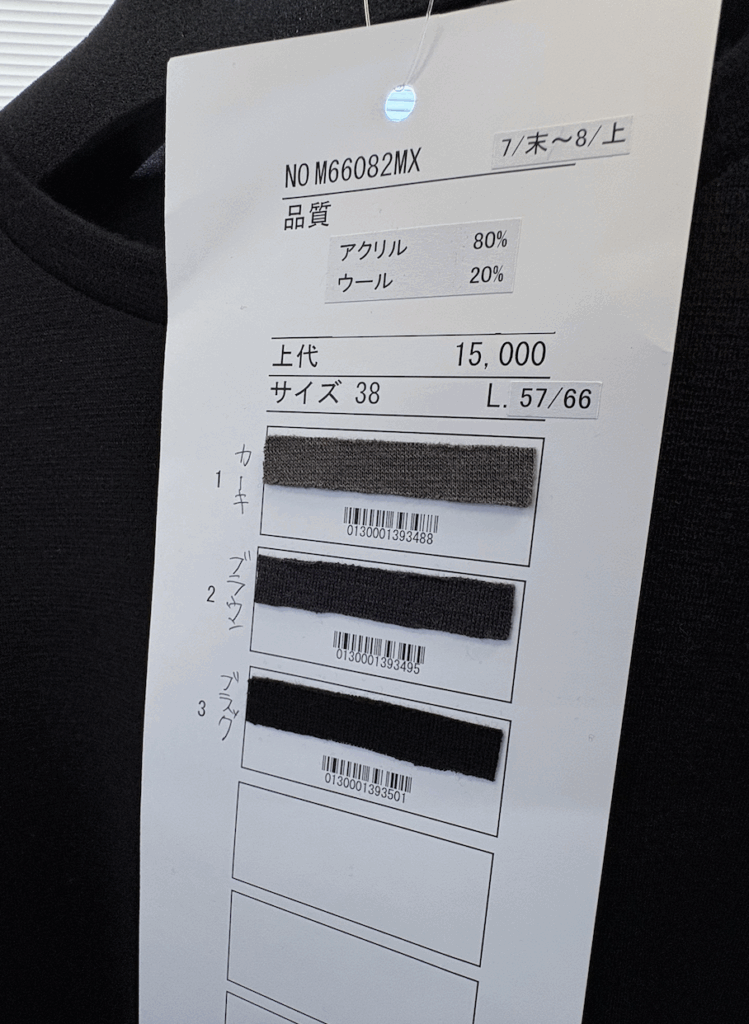 NO M66082MX 7/末～8/上
品質
アクリル 80%
ウール 20%
上代 15,000
サイズ 38 L. 57/66
1 カーキ
0130001393488
2 ブラウン
0130001393495
3 ブラック
0130001393501